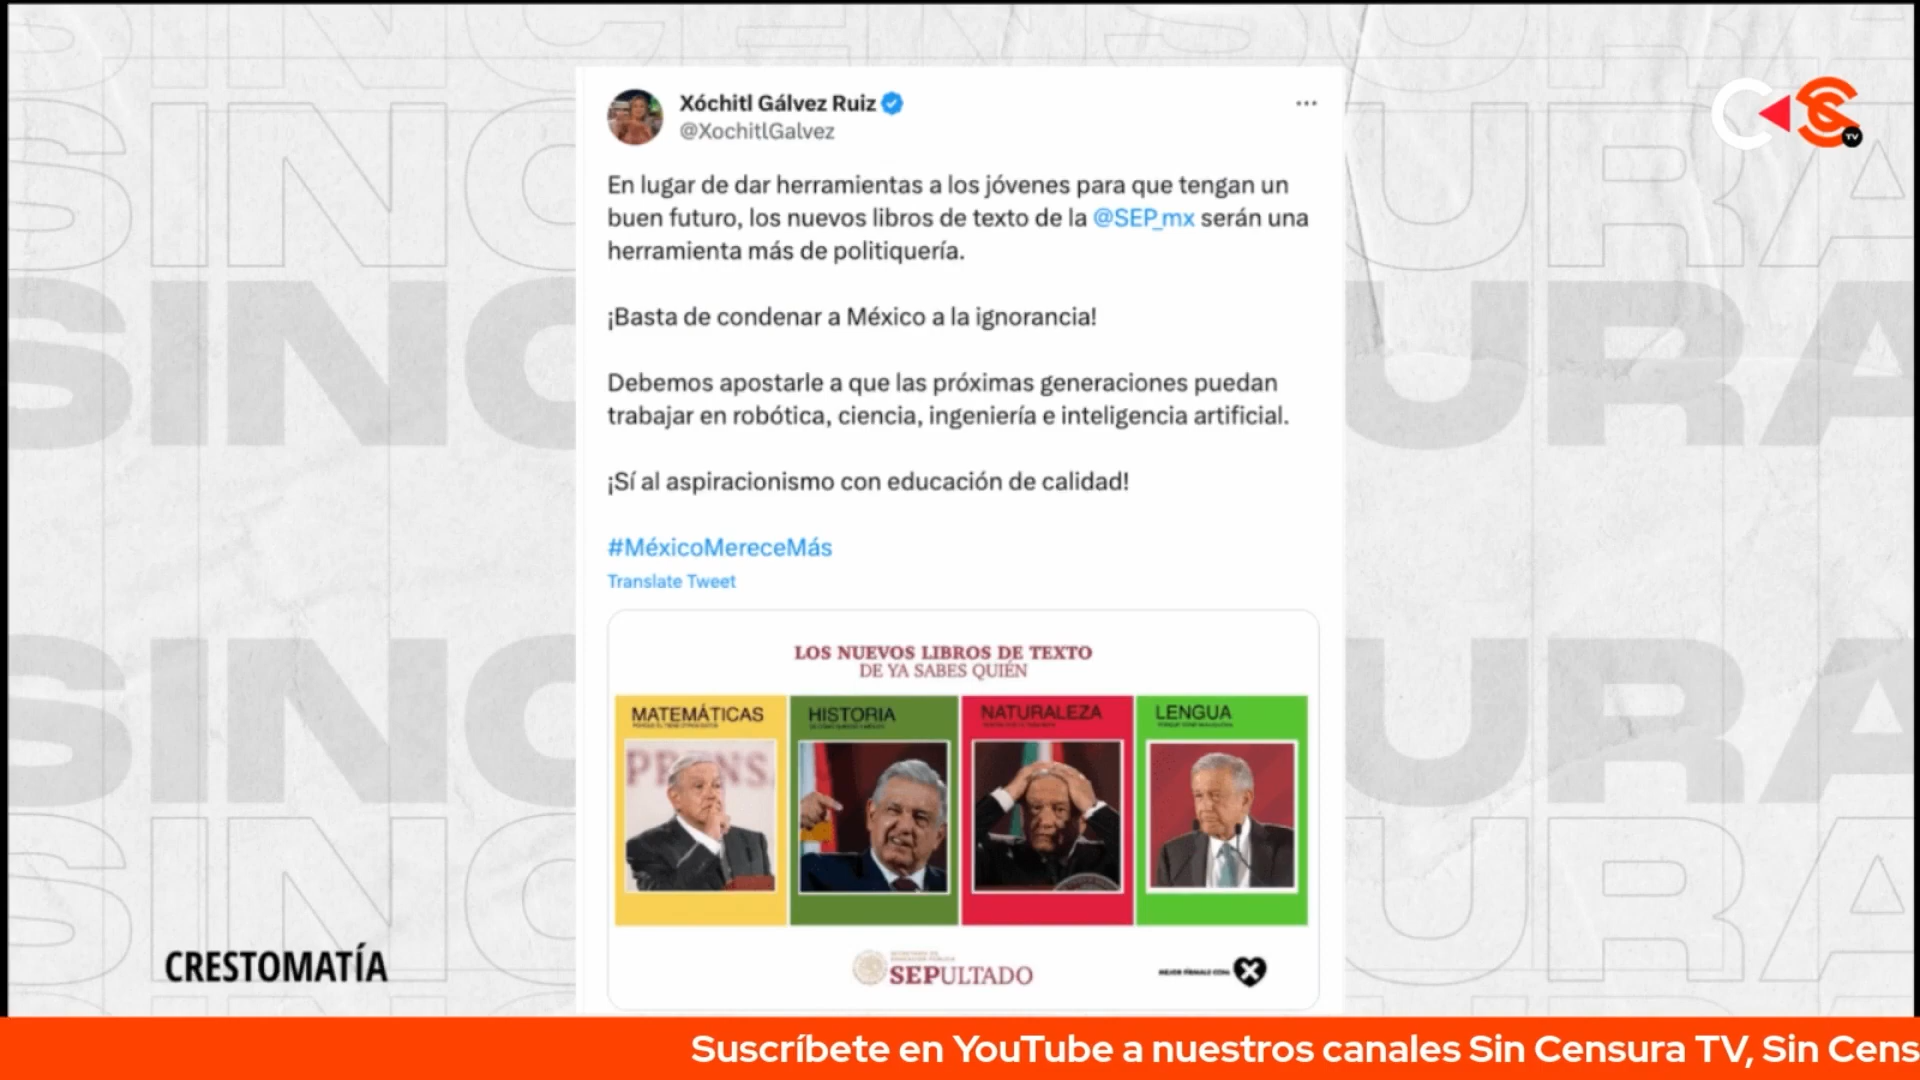 SIN CENSURA
Xóchitl Gálvez Ruiz
@XochitlGalvez
En lugar de dar herramientas a los jóvenes para que tengan un
buen futuro, los nuevos libros de texto de la @SEP_mx serán una
herramienta más de politiquería.
¡Basta de condenar a México a la ignorancia!
Debemos apostarle a que las próximas generaciones puedan
trabajar en robótica, ciencia, ingeniería e inteligencia artificial.
¡Sí al aspiracionismo con educación de calidad!
#MéxicoMereceMás
Translate Tweet
LOS NUEVOS LIBROS DE TEXTO
DE YA SABES QUIÉN
MATEMÁTICAS
HISTORIA
NATURALEZA
LENGUA
PRENS
SEPULTADO
CRESTOMATÍA
TV
Suscríbete en YouTube a nuestros canales Sin Censura TV, Sin Cens